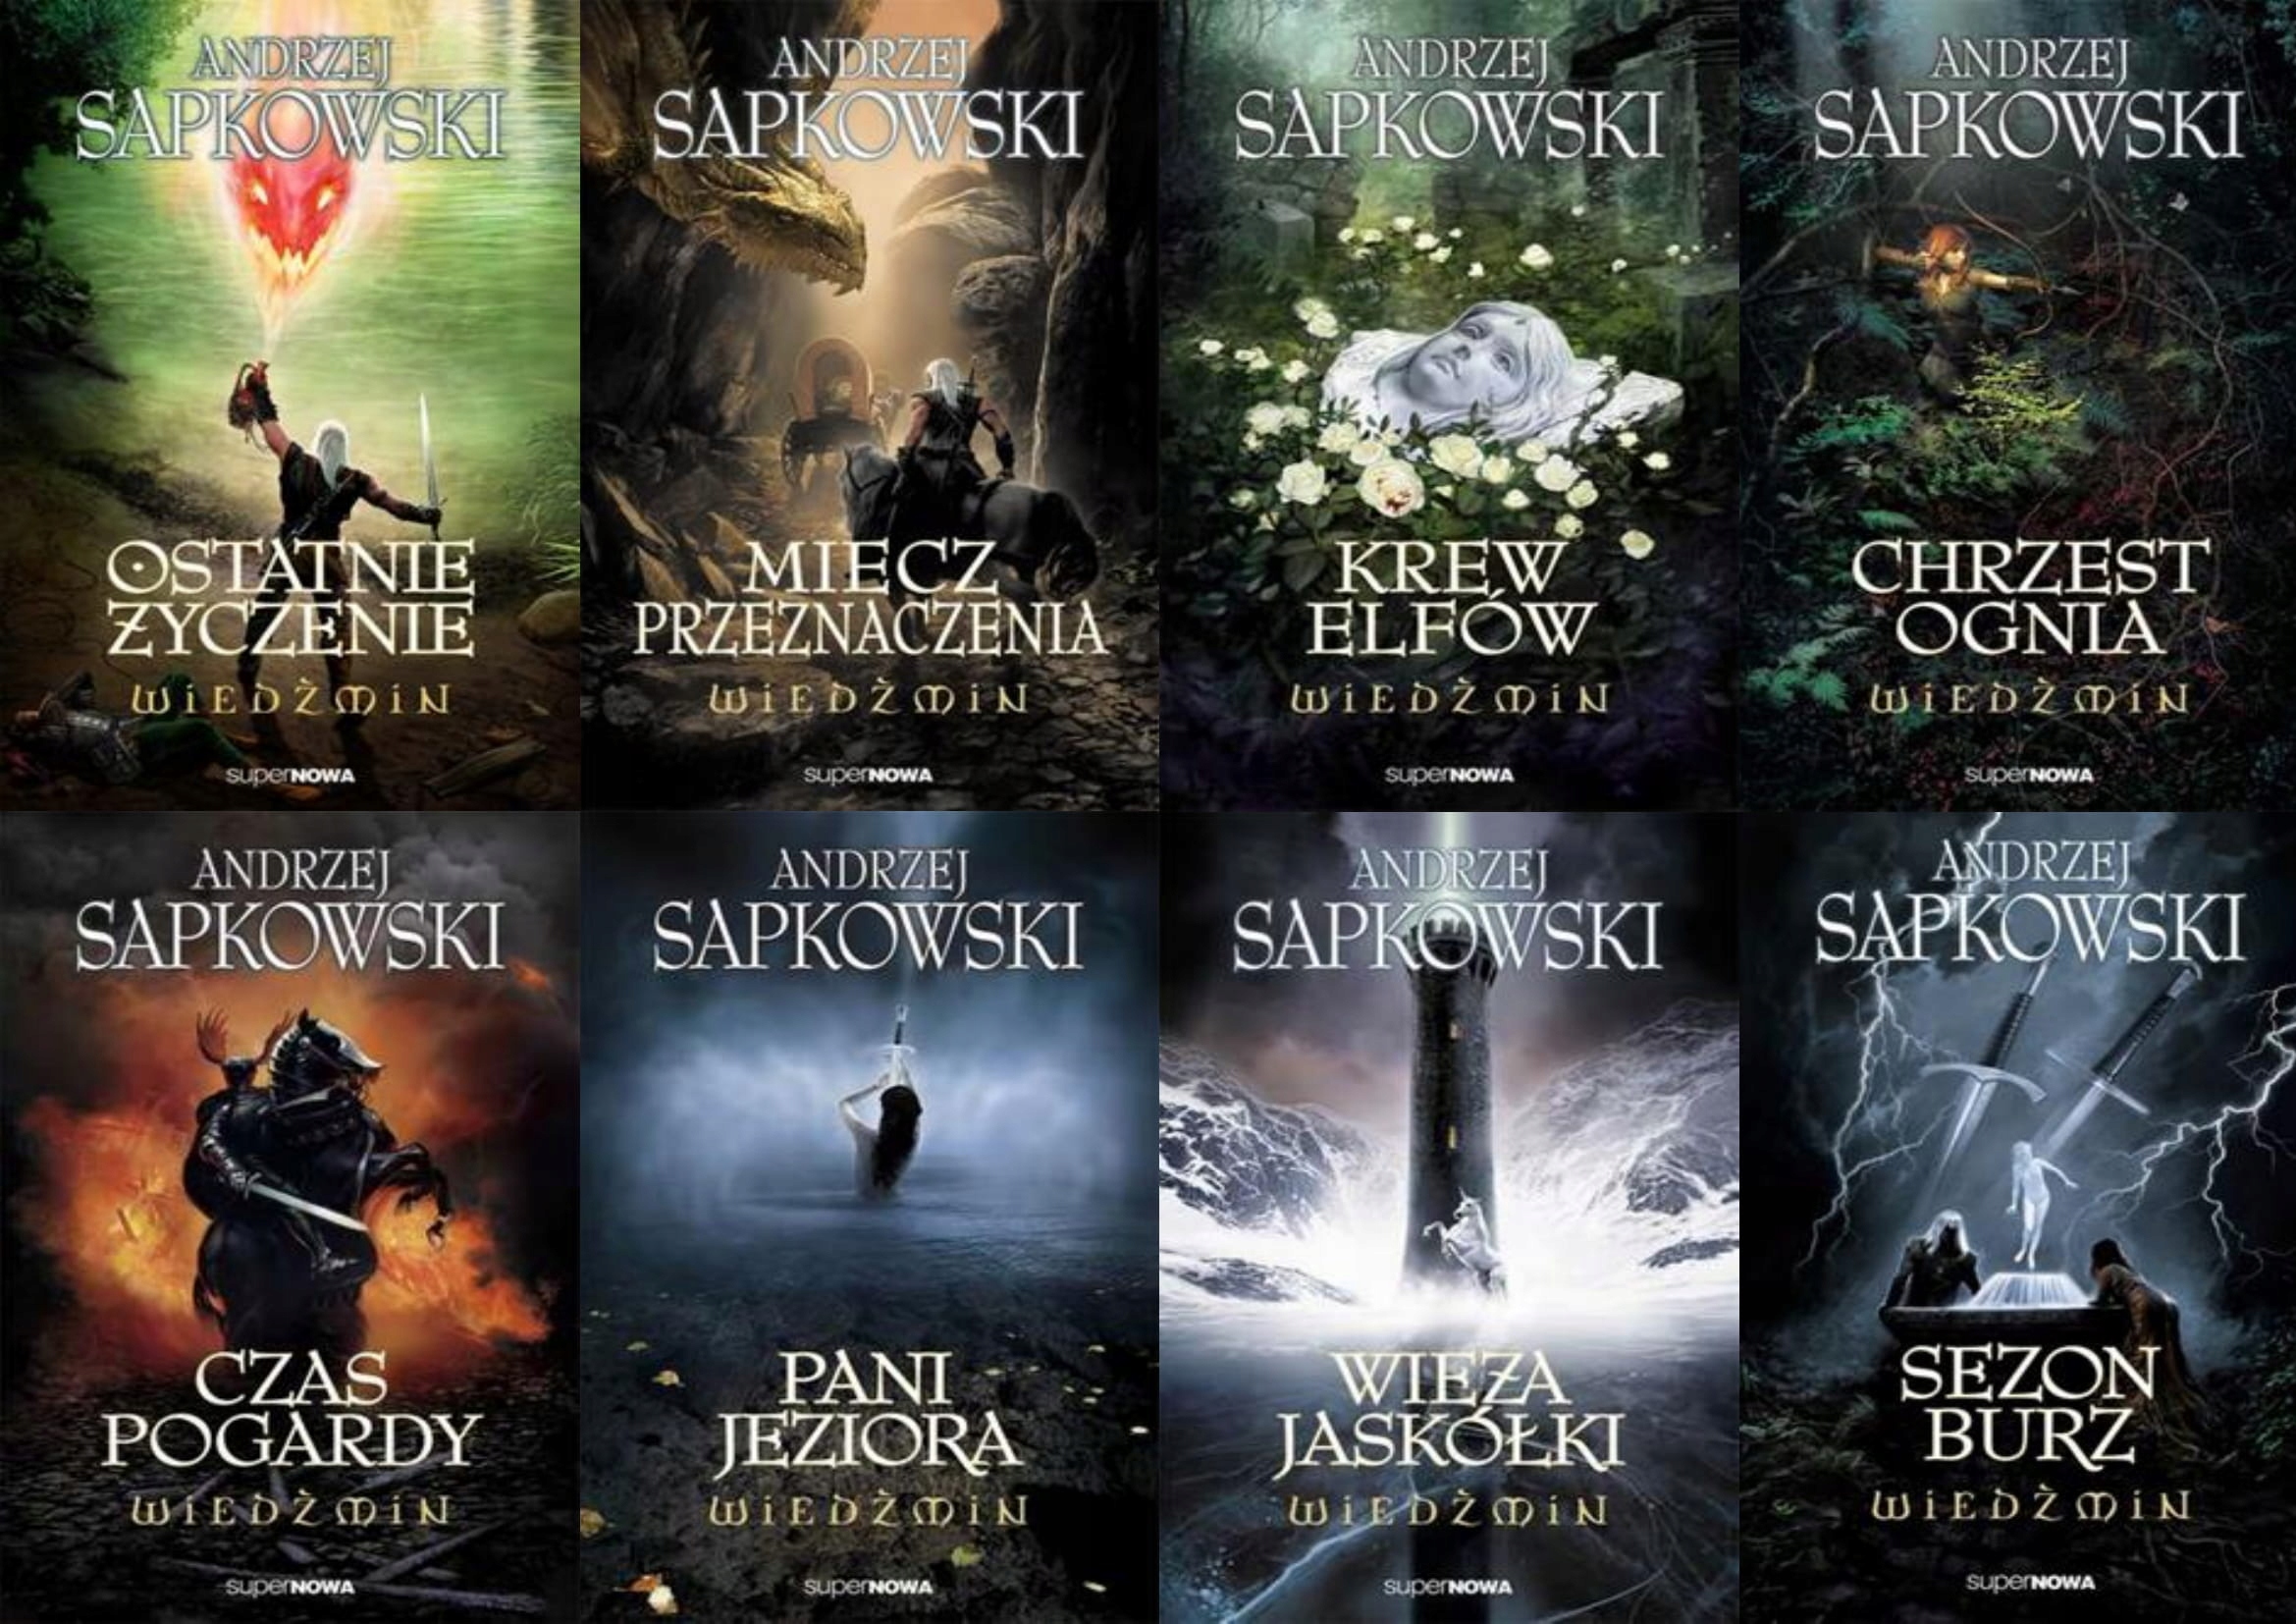 ANDRZEJ
SAPKOWSKI
OSTATNIE
ŻYCZENIE
WIEDŹMIN
superNOWA
ANDRZEJ
SAPKOWSKI
MIECZ
PRZEZNACZENIA
WIEDŹMIN
superNOWA
ANDRZEJ
SAPKOWSKI
KREW
ELFÓW
WIEDŹMIN
superNOWA
ANDRZEJ
SAPKOWSKI
CHRZEST
OGNIA
WIEDŹMIN
superNOWA
ANDRZEJ
SAPKOWSKI
CZAS
POGARDY
WIEDŹMIN
superNOWA
ANDRZEJ
SAPKOWSKI
PANI
JEZIORA
WIEDŹMIN
superNOWA
ANDRZEJ
SAPKOWSKI
WIEŻA
JASKÓŁKI
WIEDŹMIN
superNOWA
ANDRZEJ
SAPKOWSKI
SEZON
BURZ
WIEDŹMIN
superNOWA